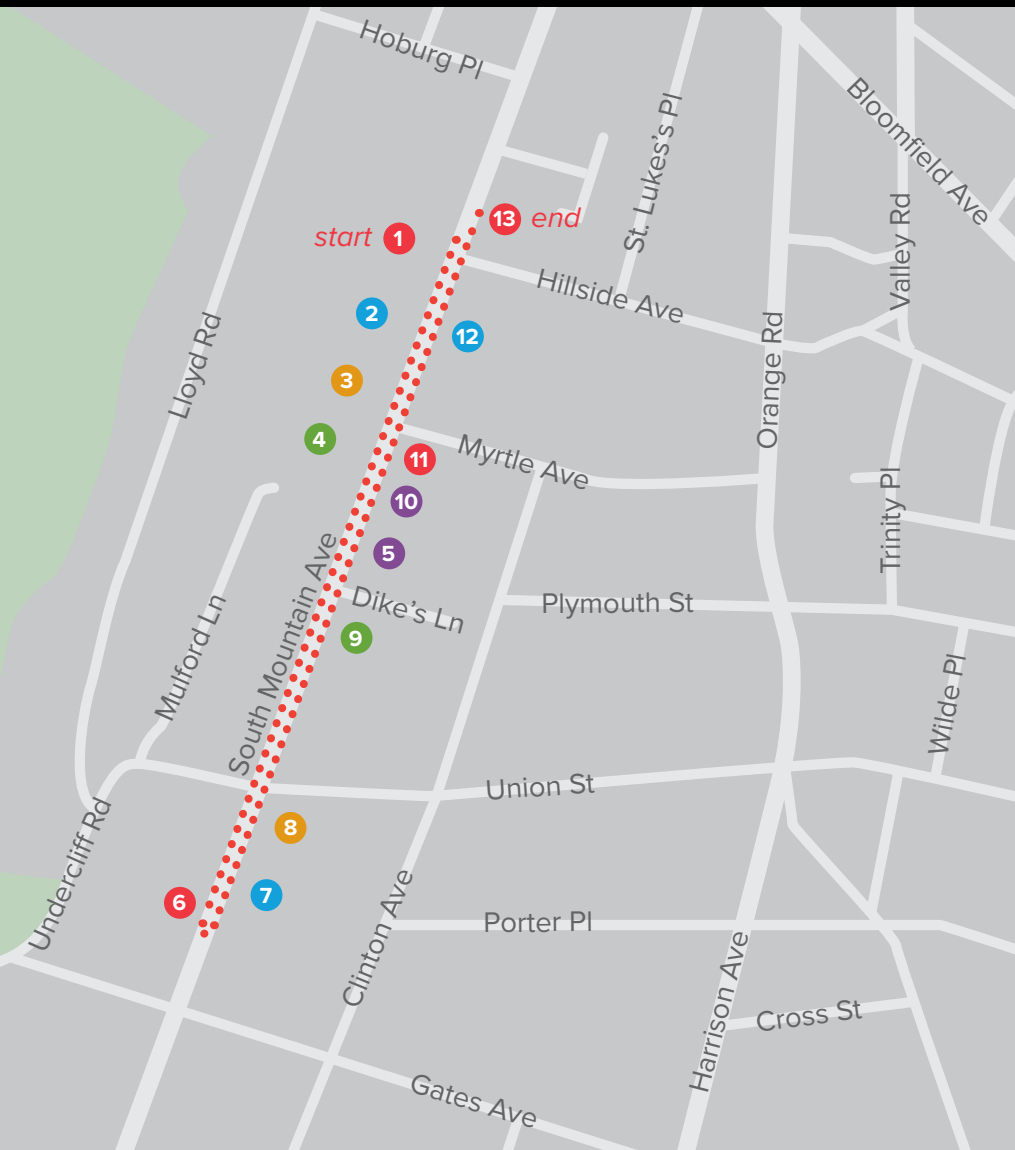 Hoburg Pl
St. Lukes's Pl
Bloomfield Ave
Valley Rd
13 end
start 1
Hillside Ave
2
12
Lloyd Rd
Orange Rd
3
4
11
Myrtle Ave
10
Trinity Pl
5
South Mountain Ave
Dike's Ln
Plymouth St
9
Mulford Ln
Wilde Pl
Union St
8
Undercliff Rd
6
7
Clinton Ave
Porter Pl
Harrison Ave
Cross St
Gates Ave